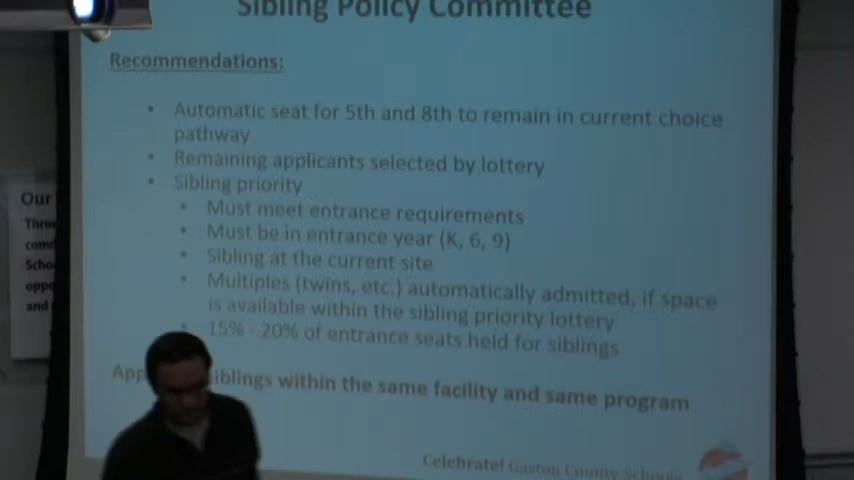 Sibling Policy Committee
Recommendations:
• Automatic seat for 5th and 8th to remain in current choice
pathway
• Remaining applicants selected by lottery
• Sibling priority
• Must meet entrance requirements
• Must be in entrance year (K, 6, 9)
• Sibling at the current site
• Multiples (twins, etc.) automatically admitted, if space
is available within the sibling priority lottery
• 15% - 20% of entrance seats held for siblings
within the same facility and same program
Celebrate! Gaston County Schools
Our
and